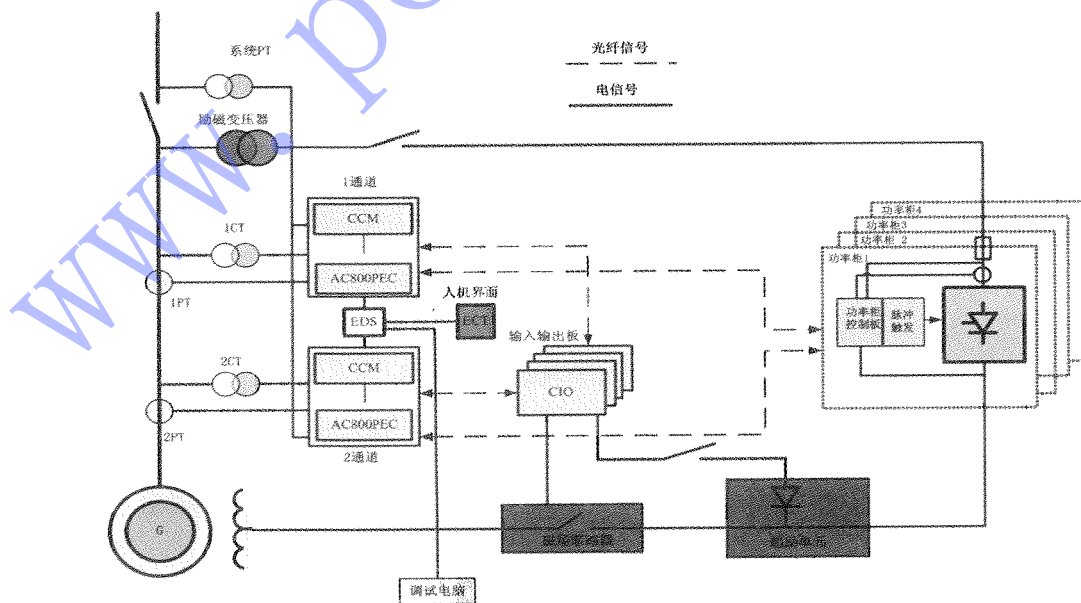 www.
系统PT
光纤信号
电信号
励磁变压器
1通道
CCM
1CT
AC800PEC
1PT
人机界面
EDS
ECT
输入输出板
2CT
CCM
CIO
AC800PEC
2PT
2通道
功率柜4
功率柜3
功率柜 2
功率柜1
功率柜
控制板
脉冲
触发
G
调试电脑